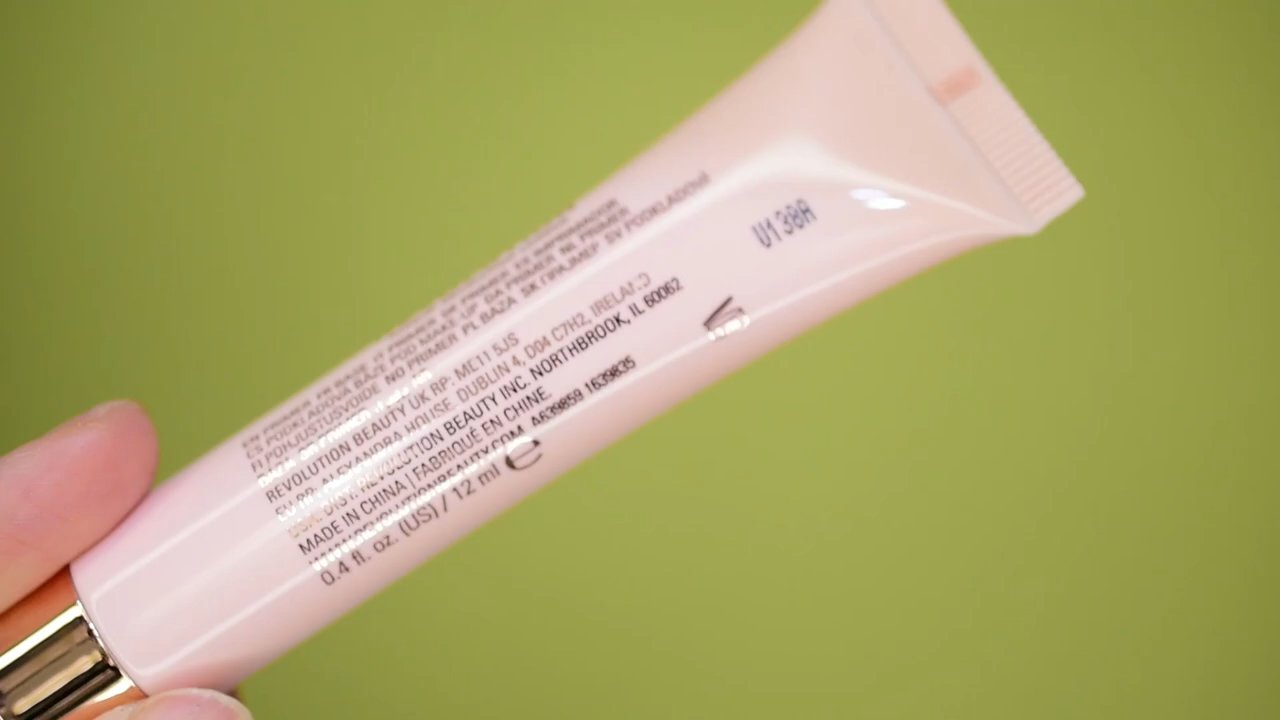 EN PRIMER FR BASE IT PRIMER DE PRIMER ES IMPRIMADOR
CS PODKLADOVÁ BÁZE POD MAKE-UP DA PRIMER NL PRIMER
FI POHJUSTUSVOIDE NO PRIMER PL BAZA SK ПРАЈМЕР SV PODKLADOVÁ
REVOLUTION BEAUTY UK RP: ME11 5JS
EU RP: ALEXANDRA HOUSE, DUBLIN 4, D04 C7H2, IRELAND
DIST. REVOLUTION BEAUTY INC. NORTHBROOK, IL 60062
MADE IN CHINA | FABRIQUÉ EN CHINE
WWW.REVOLUTIONBEAUTY.COM A639859 1639835
0.4 fl. oz. (US) / 12 ml e
U138A